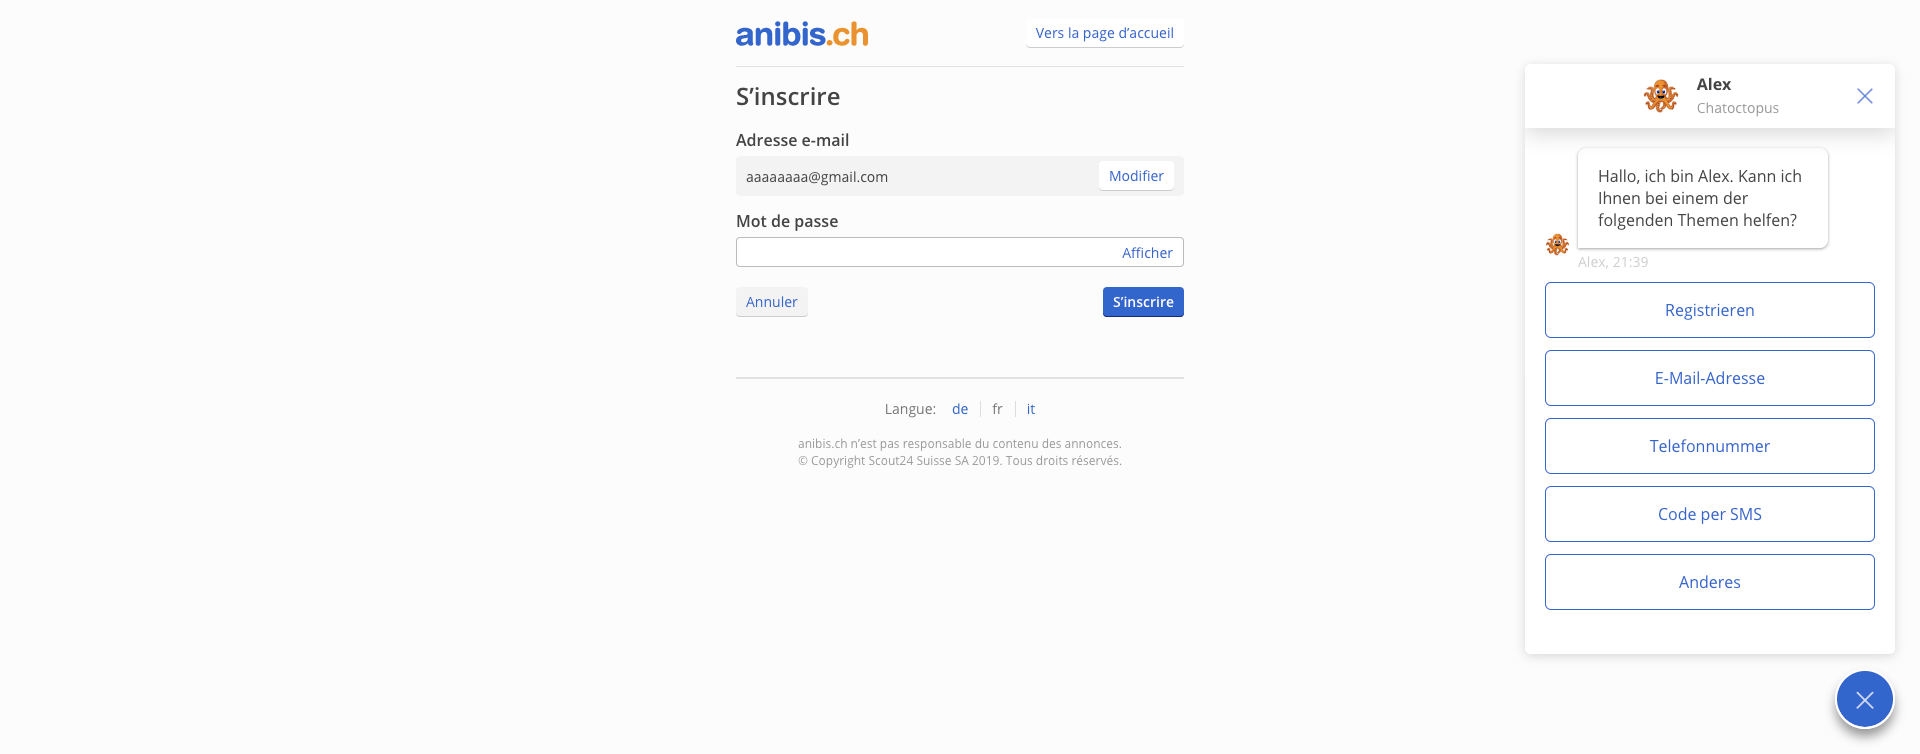 anibis.ch
Vers la page d’accueil
S’inscrire
Adresse e-mail
aaaaaaaa@gmail.com
Modifier
Mot de passe
Afficher
Annuler
S’inscrire
Langue: de fr it
anibis.ch n’est pas responsable du contenu des annonces.
© Copyright Scout24 Suisse SA 2019. Tous droits réservés.
Alex
Chatoctopus
Hallo, ich bin Alex. Kann ich
Ihnen bei einem der
folgenden Themen helfen?
Alex, 21:39
Registrieren
E-Mail-Adresse
Telefonnummer
Code per SMS
Anderes